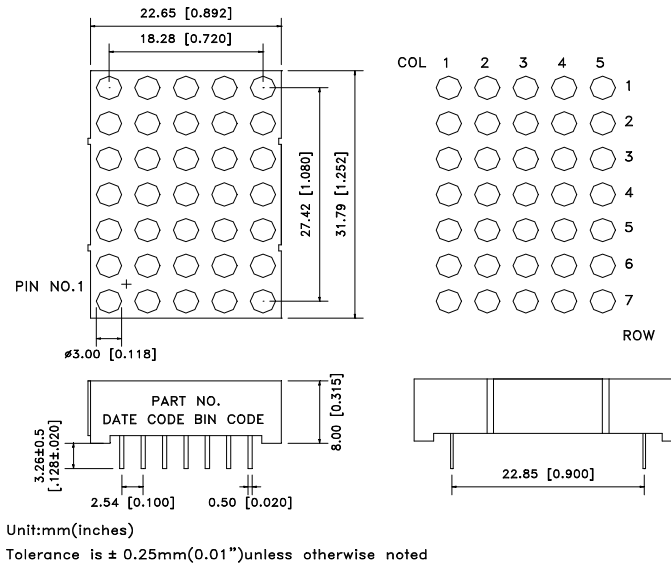 22.65 [0.892]
18.28 [0.720]
COL 1 2 3 4 5
1
2
3
4
5
6
7
ROW
27.42 [1.080]
31.79 [1.252]
PIN NO.1
ø3.00 [0.118]
PART NO.
DATE CODE BIN CODE
8.00 [0.315]
3.26±0.5
[.128±.020]
2.54 [0.100]
0.50 [0.020]
22.85 [0.900]
Unit:mm(inches)
Tolerance is ± 0.25mm(0.01”)unless otherwise noted